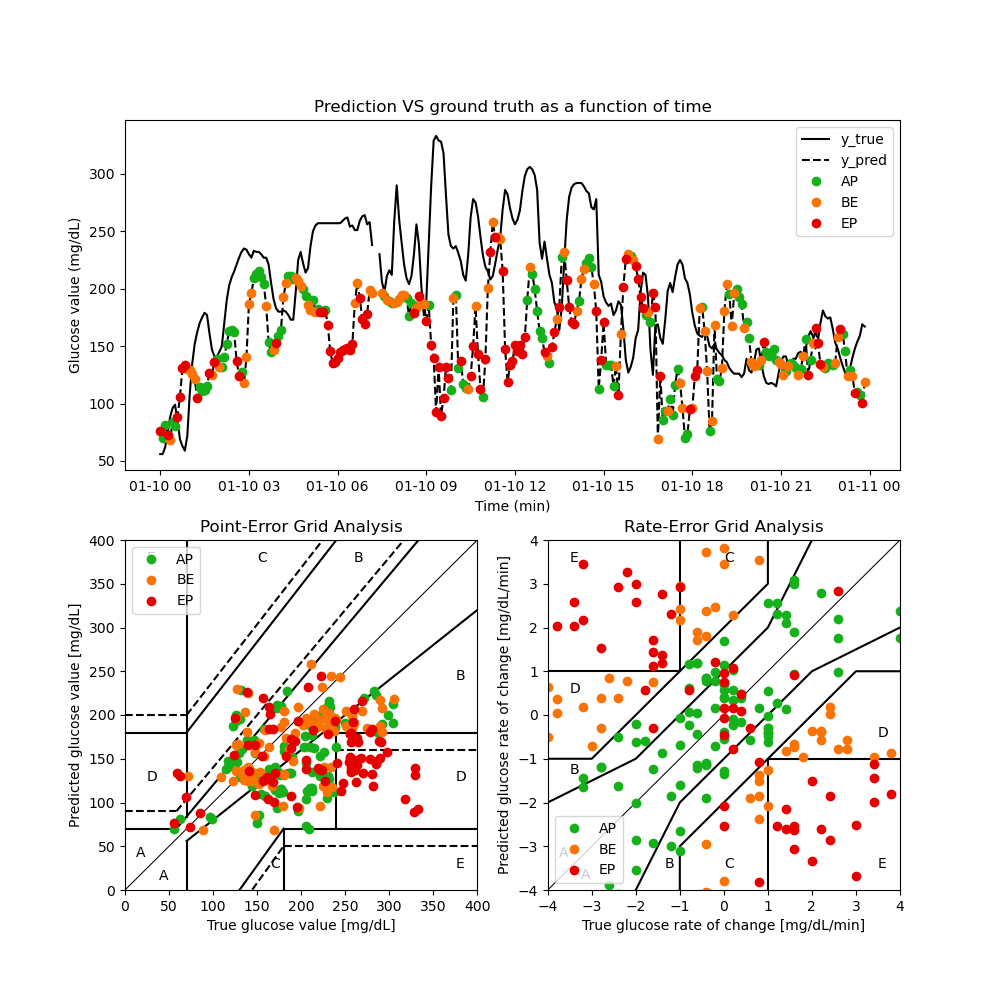 Prediction VS ground truth as a function of time
Glucose value (mg/dL)
300
250
200
150
100
50
y_true
y_pred
AP
BE
EP
01-10 00 01-10 03 01-10 06 01-10 09 01-10 12 01-10 15 01-10 18 01-10 21 01-11 00
Time (min)
Point-Error Grid Analysis
Predicted glucose value [mg/dL]
400
350
300
250
200
150
100
50
0
AP
BE
EP
C
B
B
D
D
A
A
C
E
0 50 100 150 200 250 300 350 400
True glucose value [mg/dL]
Rate-Error Grid Analysis
Predicted glucose rate of change [mg/dL/min]
4
3
2
1
0
−1
−2
−3
−4
E
C
D
D
B
AP
BE
EP
A
A
B
C
E
−4 −3 −2 −1 0 1 2 3 4
True glucose rate of change [mg/dL/min]